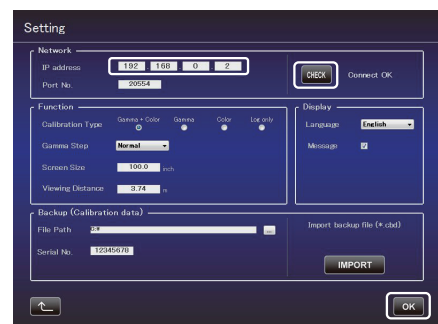 Setting
Network
IP address 192 . 168 . 0 . 2
CHECK Connect OK
Port No. 20554
Function
Calibration Type Gamma + Color Gamma Color Log only
Gamma Step Normal
Screen Size 100.0 inch
Viewing Distance 3.74 m
Display
Language English
Message
Backup (Calibration data)
File Path D:¥ ...
Serial No. 12345678
Import backup file (*.cbd)
IMPORT
OK